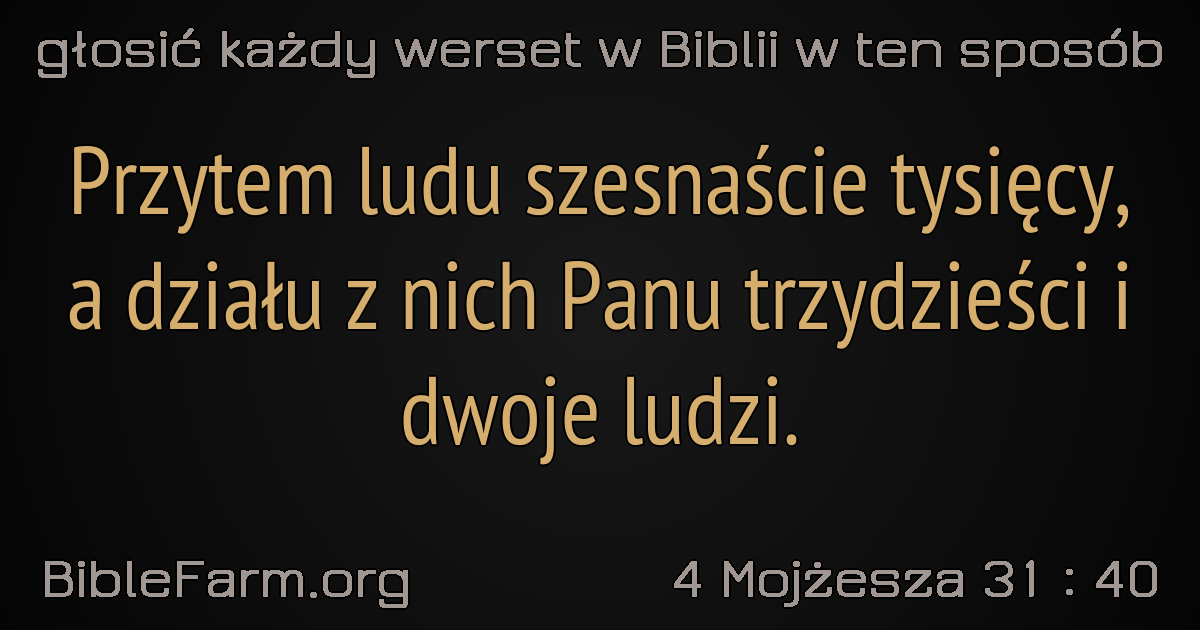 głosić każdy werset w Biblii w ten sposób
Przytem ludu szesnaście tysięcy,
a działu z nich Panu trzydzieści i
dwoje ludzi.
BibleFarm.org
4 Mojżesza 31 : 40